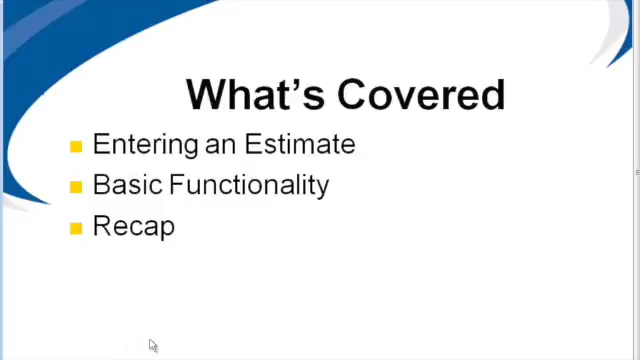 What's Covered
Entering an Estimate
Basic Functionality
Recap